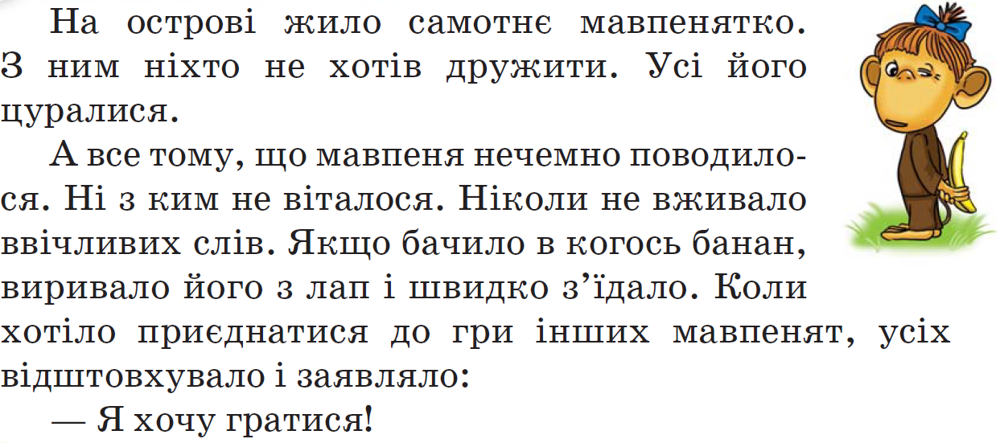 На острові жило самотнє мавпенятко.
З ним ніхто не хотів дружити. Усі його
цуралися.
А все тому, що мавпеня нечемно поводило-
ся. Ні з ким не віталося. Ніколи не вживало
ввічливих слів. Якщо бачило в когось банан,
виривало його з лап і швидко з’їдало. Коли
хотіло приєднатися до гри інших мавпенят, усіх
відштовхувало і заявляло:
— Я хочу гратися!